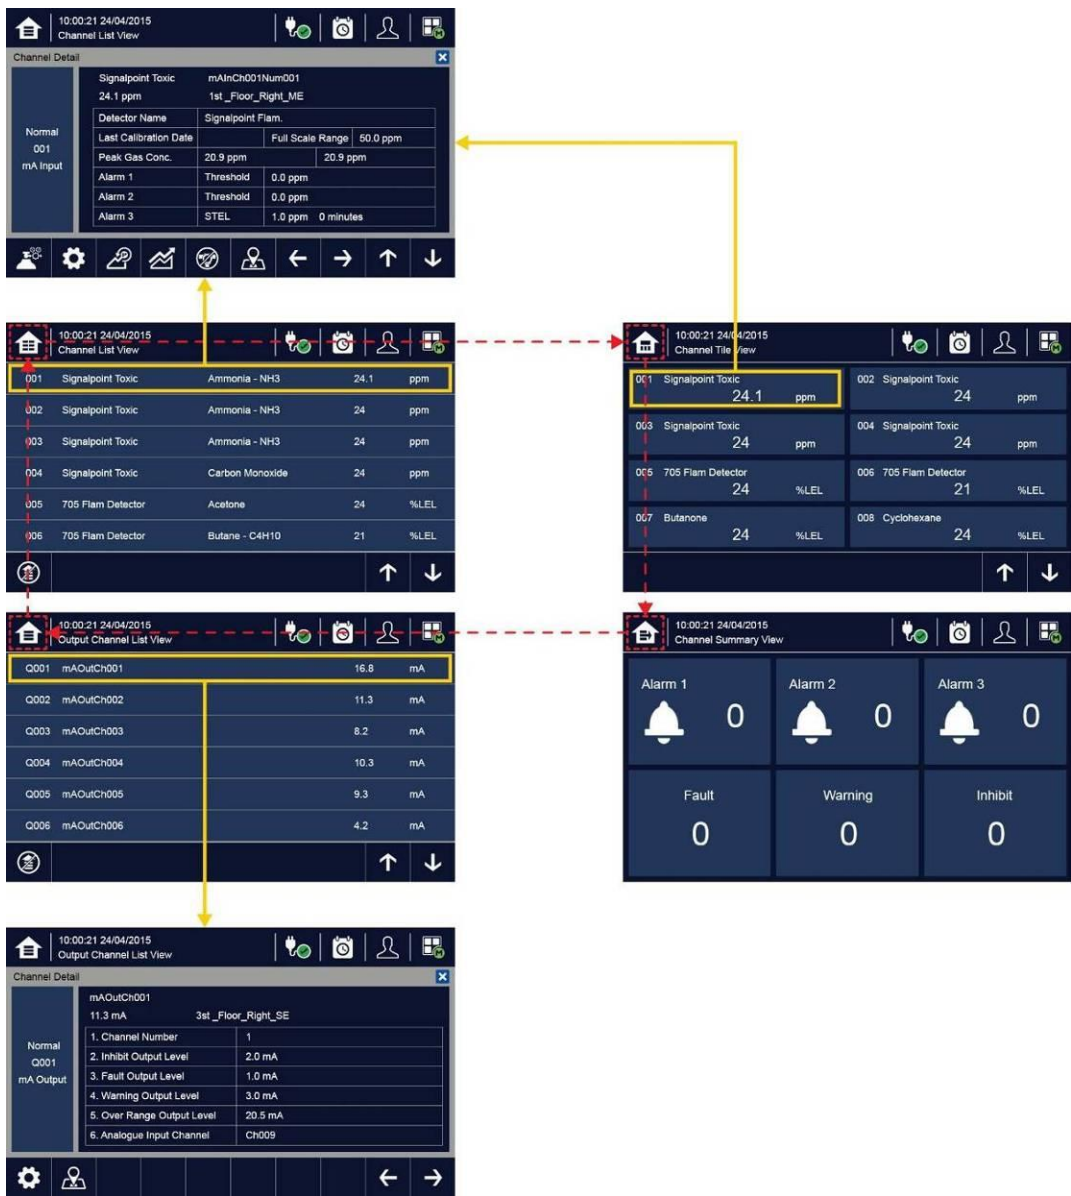 10:00:21 24/04/2015
Channel List View
Channel Detail
Normal
001
mA Input
Signalpoint Toxic mAInCh001Num001
24.1 ppm 1st _Floor_Right_ME
Detector Name Signalpoint Flam.
Last Calibration Date Full Scale Range 50.0 ppm
Peak Gas Conc. 20.9 ppm 20.9 ppm
Alarm 1 Threshold 0.0 ppm
Alarm 2 Threshold 0.0 ppm
Alarm 3 STEL 1.0 ppm 0 minutes
10:00:21 24/04/2015
Channel List View
001 Signalpoint Toxic Ammonia - NH3 24.1 ppm
002 Signalpoint Toxic Ammonia - NH3 24 ppm
003 Signalpoint Toxic Ammonia - NH3 24 ppm
004 Signalpoint Toxic Carbon Monoxide 24 ppm
005 705 Flam Detector Acetone 24 %LEL
006 705 Flam Detector Butane - C4H10 21 %LEL
10:00:21 24/04/2015
Channel Tile View
001 Signalpoint Toxic
24.1 ppm
002 Signalpoint Toxic
24 ppm
003 Signalpoint Toxic
24 ppm
004 Signalpoint Toxic
24 ppm
005 705 Flam Detector
24 %LEL
006 705 Flam Detector
21 %LEL
007 Butanone
24 %LEL
008 Cyclohexane
24 %LEL
10:00:21 24/04/2015
Output Channel List View
Q001 mAOutCh001 16.8 mA
Q002 mAOutCh002 11.3 mA
Q003 mAOutCh003 8.2 mA
Q004 mAOutCh004 10.3 mA
Q005 mAOutCh005 9.3 mA
Q006 mAOutCh006 4.2 mA
10:00:21 24/04/2015
Channel Summary View
Alarm 1
0
Alarm 2
0
Alarm 3
0
Fault
0
Warning
0
Inhibit
0
10:00:21 24/04/2015
Output Channel List View
Channel Detail
Normal
Q001
mA Output
mAOutCh001
11.3 mA 3st _Floor_Right_SE
1. Channel Number 1
2. Inhibit Output Level 2.0 mA
3. Fault Output Level 1.0 mA
4. Warning Output Level 3.0 mA
5. Over Range Output Level 20.5 mA
6. Analogue Input Channel Ch009